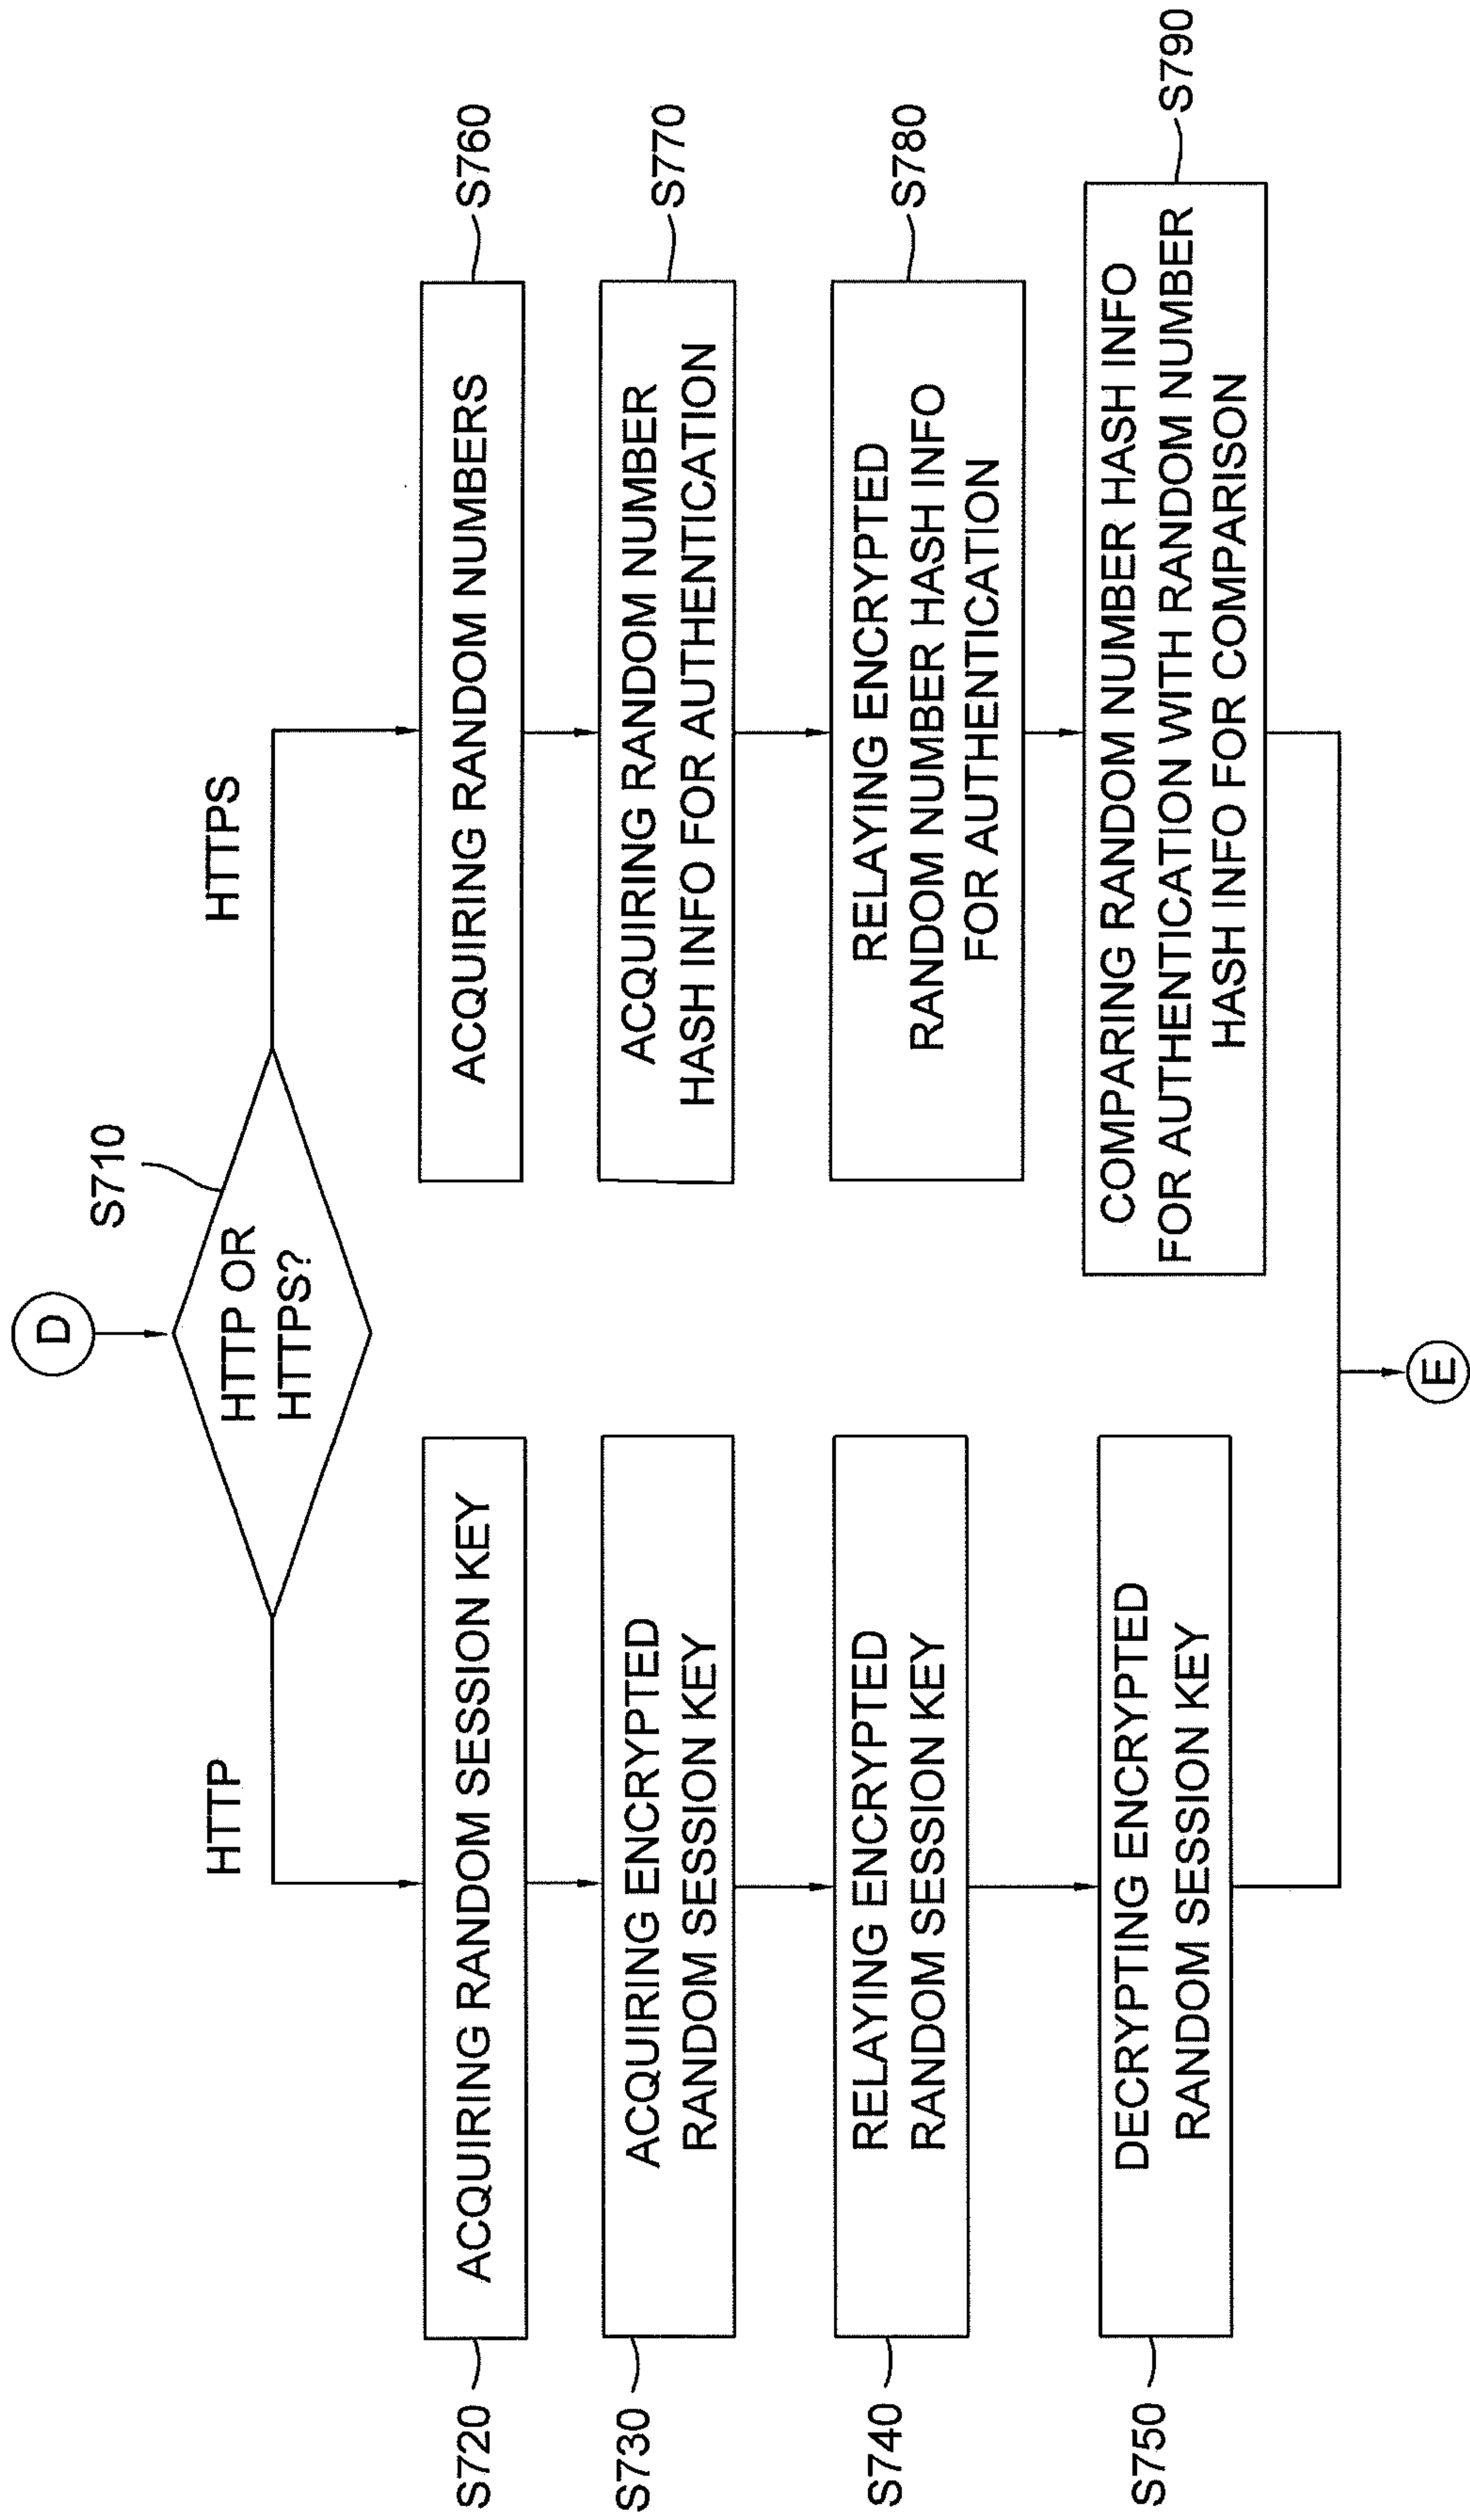 D
S710
HTTP OR
HTTPS?
HTTP
HTTPS
S720
ACQUIRING RANDOM SESSION KEY
S730
ACQUIRING ENCRYPTED
RANDOM SESSION KEY
S740
RELAYING ENCRYPTED
RANDOM SESSION KEY
S750
DECRYPTING ENCRYPTED
RANDOM SESSION KEY
ACQUIRING RANDOM NUMBERS
S760
ACQUIRING RANDOM NUMBER
HASH INFO FOR AUTHENTICATION
S770
RELAYING ENCRYPTED
RANDOM NUMBER HASH INFO
FOR AUTHENTICATION
S780
COMPARING RANDOM NUMBER HASH INFO
FOR AUTHENTICATION WITH RANDOM NUMBER
HASH INFO FOR COMPARISON
S790
E